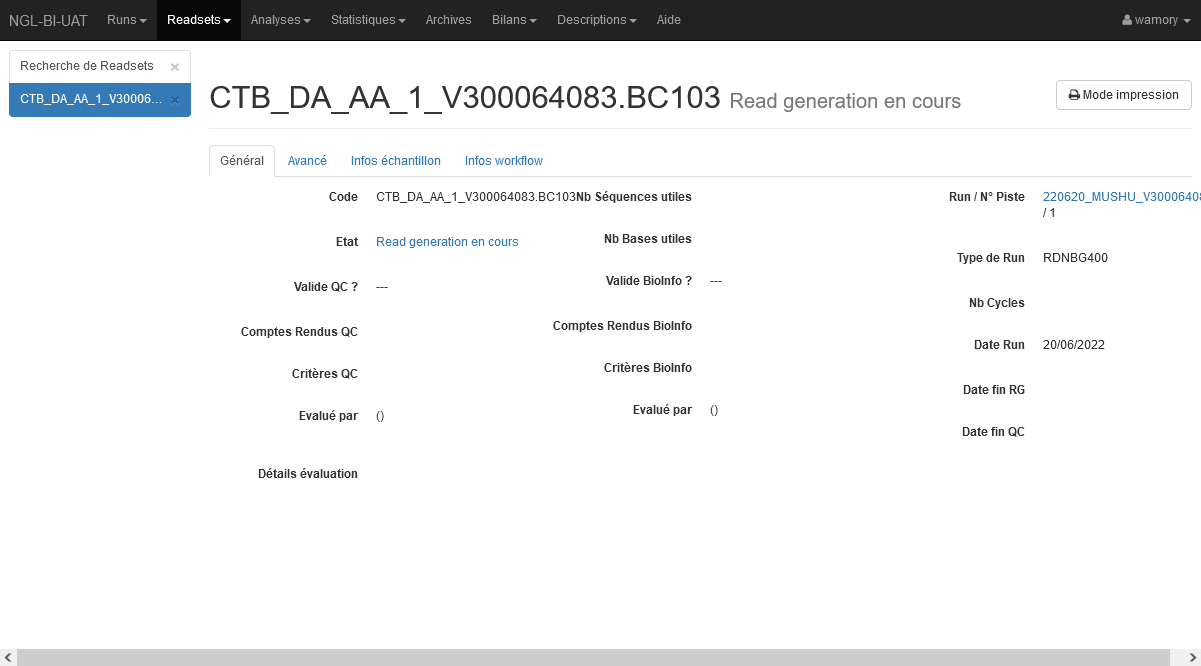 NGL-BI-UAT Runs Readsets Analyses Statistiques Archives Bilans Descriptions Aide wamory
Recherche de Readsets ×
CTB_DA_AA_1_V30006... ×
CTB_DA_AA_1_V300064083.BC103 Read generation en cours
Mode impression
Général Avancé Infos échantillon Infos workflow
Code CTB_DA_AA_1_V300064083.BC103
Etat Read generation en cours
Valide QC ? ---
Comptes Rendus QC
Critères QC
Evalué par ()
Détails évaluation
Nb Séquences utiles
Nb Bases utiles
Valide BioInfo ? ---
Comptes Rendus BioInfo
Critères BioInfo
Evalué par ()
Run / N° Piste 220620_MUSHU_V30006408
/ 1
Type de Run RDNBG400
Nb Cycles
Date Run 20/06/2022
Date fin RG
Date fin QC